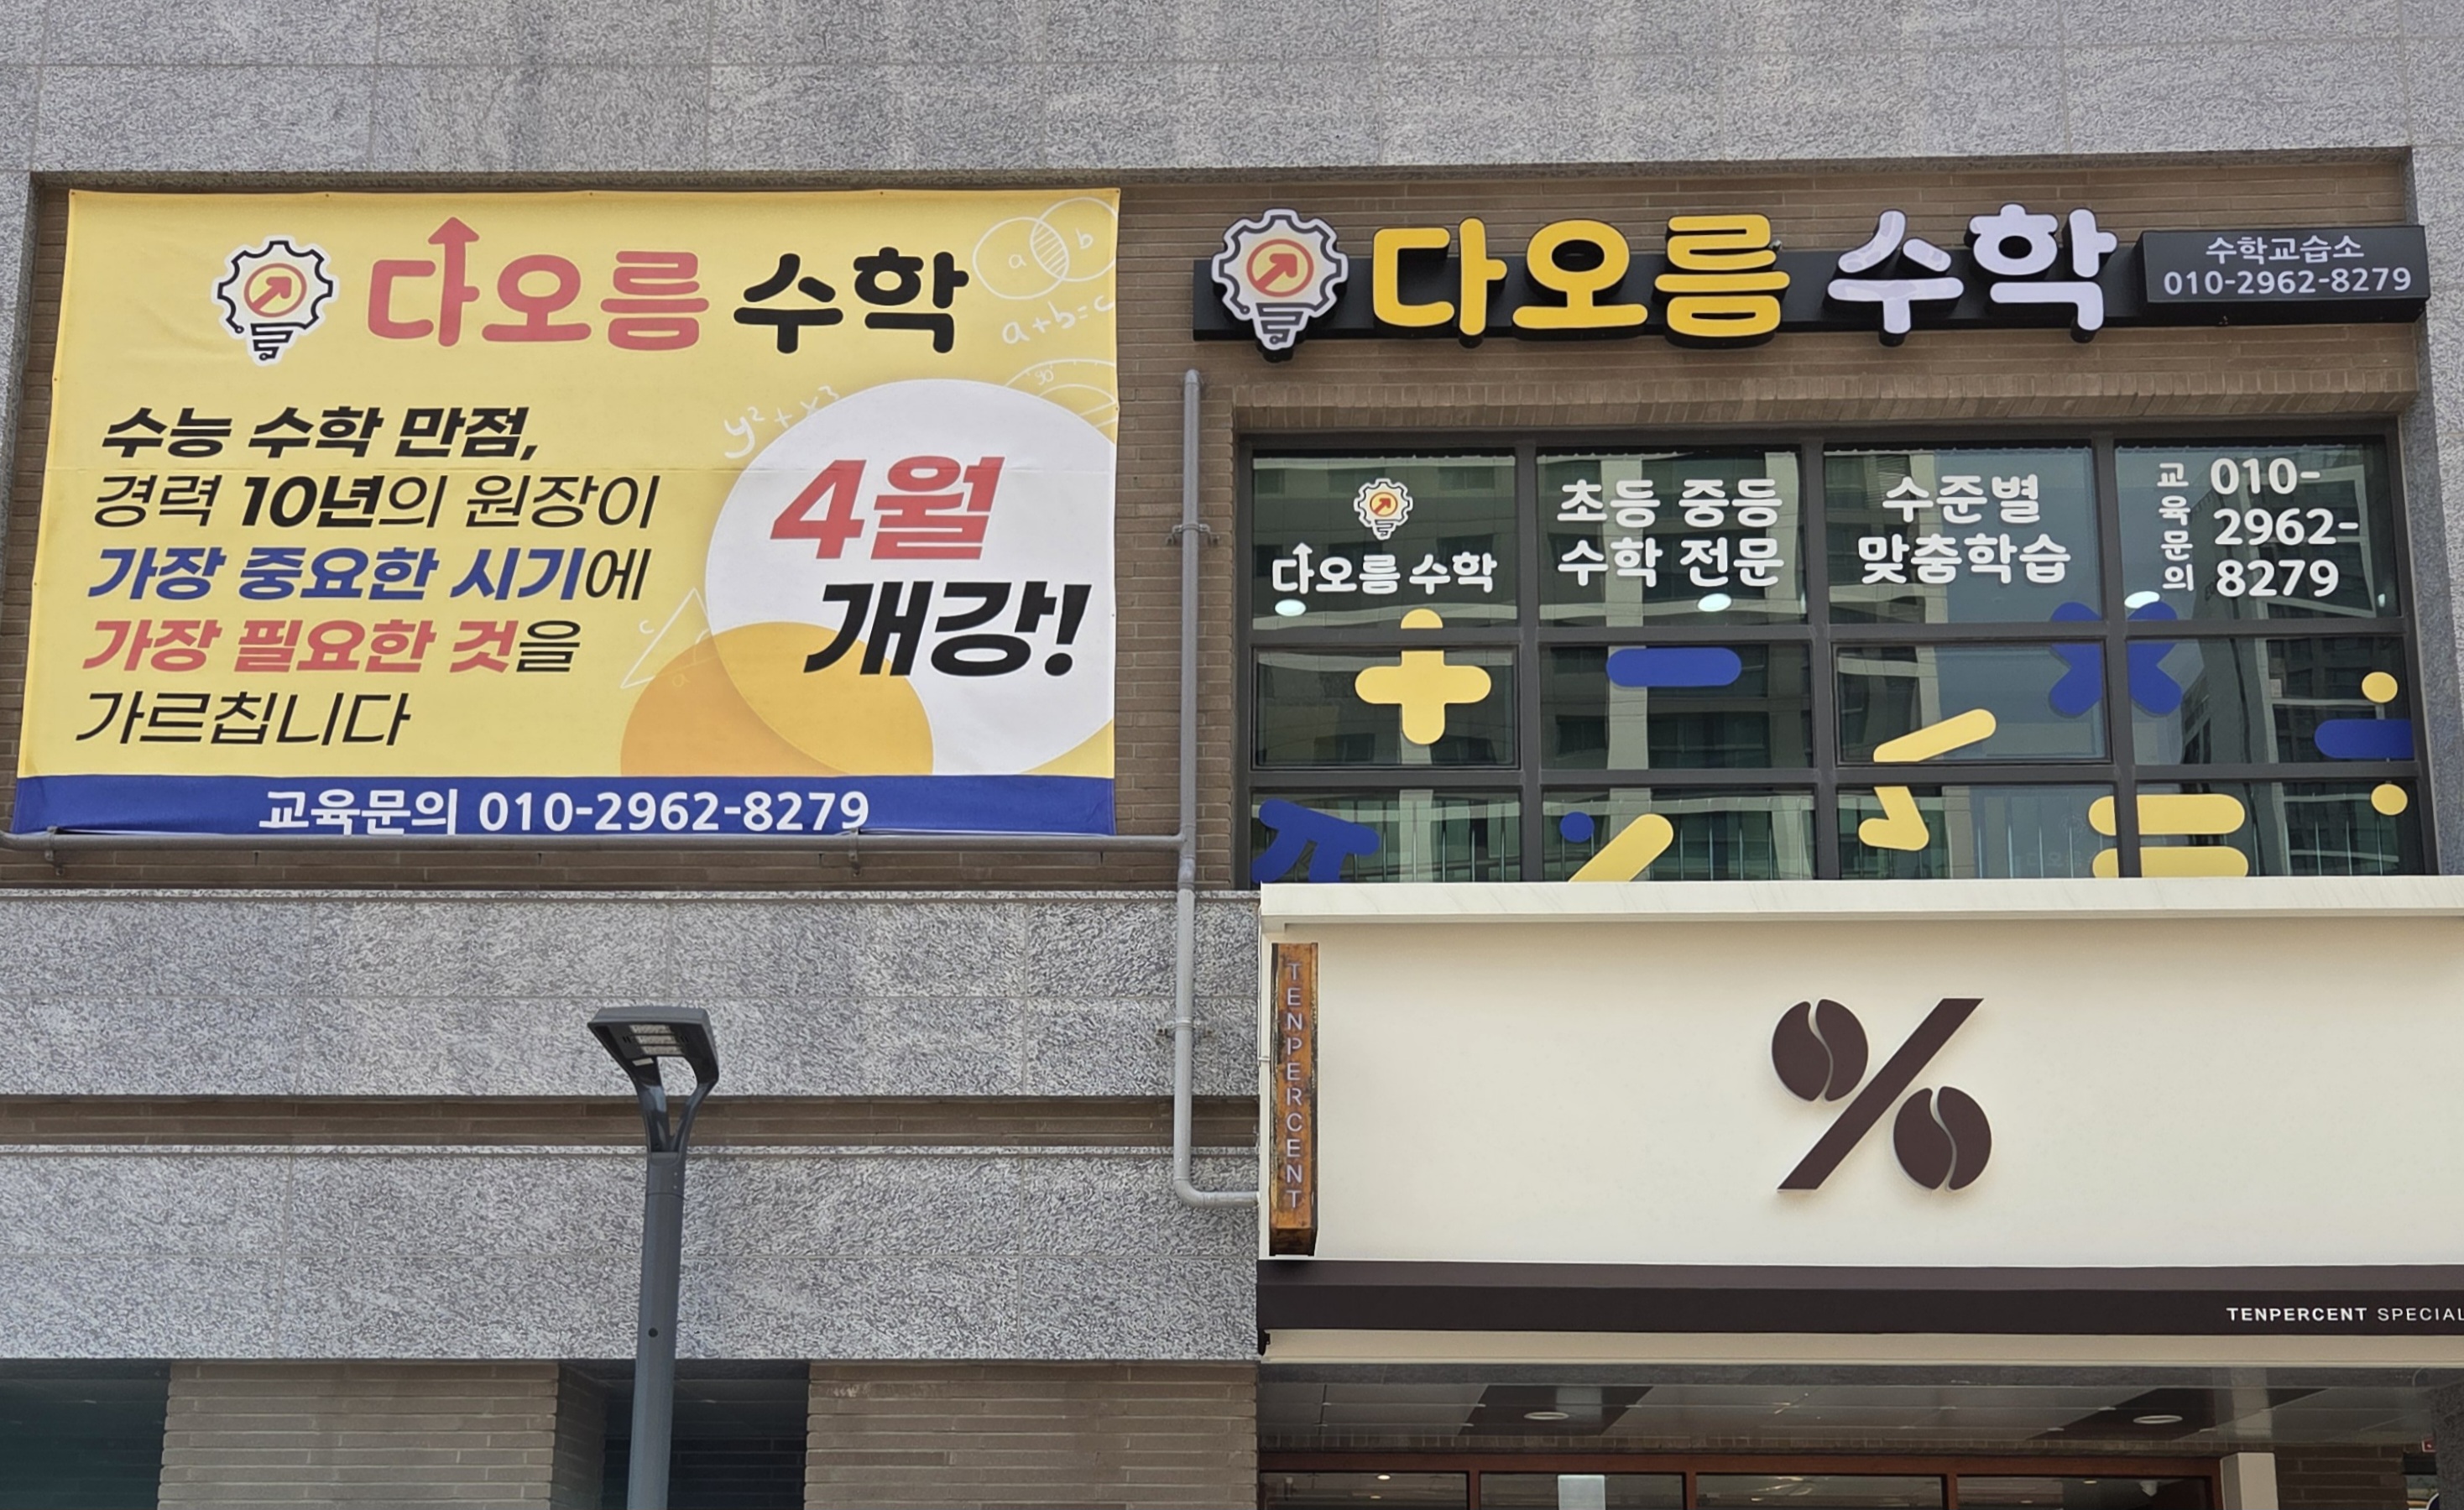 다오름 수학
a
b
a+b=c
90°
y²+x³
수능 수학 만점,
경력 10년의 원장이
가장 중요한 시기에
가장 필요한 것을
가르칩니다
4월
개강!
c
a
교육문의 010-2962-8279
다오름 수학
수학교습소
010-2962-8279
다오름 수학
초등 중등
수학 전문
수준별
맞춤학습
교육문의
010-
2962-
8279
TENPERCENT
%
TENPERCENT SPECIAL